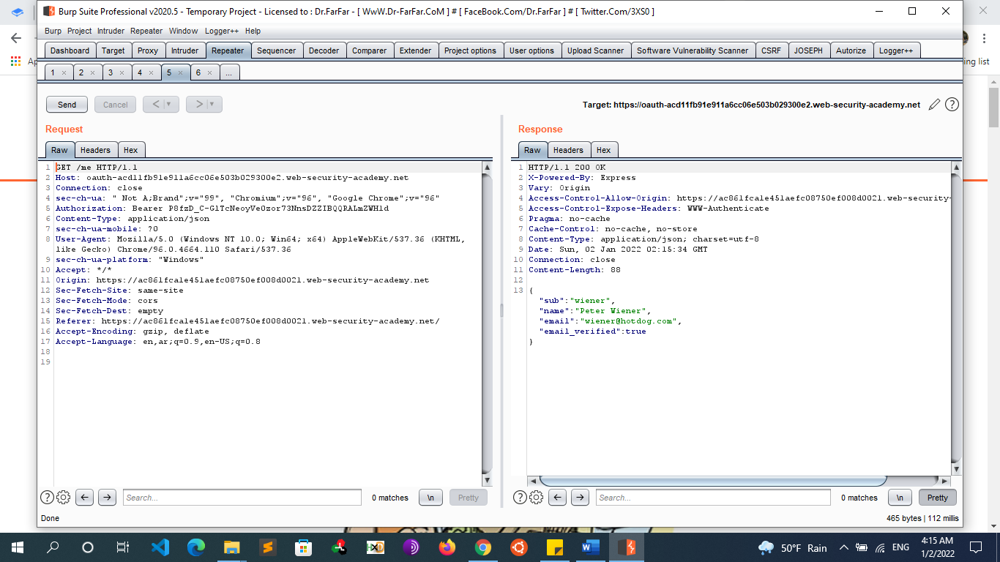 Burp Suite Professional v2020.5 - Temporary Project - Licensed to : Dr.FarFar - [ WwW.Dr-FarFar.CoM ] # [ FaceBook.Com/Dr.FarFar ] # [ Twitter.Com/3XS0 ]
Burp Project Intruder Repeater Window Logger++ Help
Dashboard Target Proxy Intruder Repeater Sequencer Decoder Comparer Extender Project options User options Upload Scanner Software Vulnerability Scanner CSRF JOSEPH Autorize Logger++
1 × 2 × 3 × 4 × 5 × 6 × ...
Send Cancel < > Target: https://oauth-acd11fb91e911a6cc06e503b029300e2.web-security-academy.net
Request
Raw Headers Hex
1 GET /me HTTP/1.1
2 Host: oauth-acd11fb91e911a6cc06e503b029300e2.web-security-academy.net
3 Connection: close
4 sec-ch-ua: " Not A;Brand";v="99", "Chromium";v="96", "Google Chrome";v="96"
5 Authorization: Bearer P8fzD_C-GlTcNeoyVeOzor73NnsDZZIBQQRALmZWHld
6 Content-Type: application/json
7 sec-ch-ua-mobile: ?0
8 User-Agent: Mozilla/5.0 (Windows NT 10.0; Win64; x64) AppleWebKit/537.36 (KHTML,
like Gecko) Chrome/96.0.4664.110 Safari/537.36
9 sec-ch-ua-platform: "Windows"
10 Accept: */*
11 Origin: https://ac861fca1e451aefc08750ef008d0021.web-security-academy.net
12 Sec-Fetch-Site: same-site
13 Sec-Fetch-Mode: cors
14 Sec-Fetch-Dest: empty
15 Referer: https://ac861fca1e451aefc08750ef008d0021.web-security-academy.net/
16 Accept-Encoding: gzip, deflate
17 Accept-Language: en,ar;q=0.9,en-US;q=0.8
18
19
Search... 0 matches \n Pretty
Response
Raw Headers Hex
1 HTTP/1.1 200 OK
2 X-Powered-By: Express
3 Vary: Origin
4 Access-Control-Allow-Origin: https://ac861fca1e451aefc08750ef008d0021.web-security-
5 Access-Control-Expose-Headers: WWW-Authenticate
6 Pragma: no-cache
7 Cache-Control: no-cache, no-store
8 Content-Type: application/json; charset=utf-8
9 Date: Sun, 02 Jan 2022 02:15:34 GMT
10 Connection: close
11 Content-Length: 88
12
13 {
"sub":"wiener",
"name":"Peter Wiener",
"email":"wiener@hotdog.com",
"email_verified":true
}
Search... 0 matches \n Pretty
Done 465 bytes | 112 millis
ing list
50°F Rain ENG
4:15 AM
1/2/2022